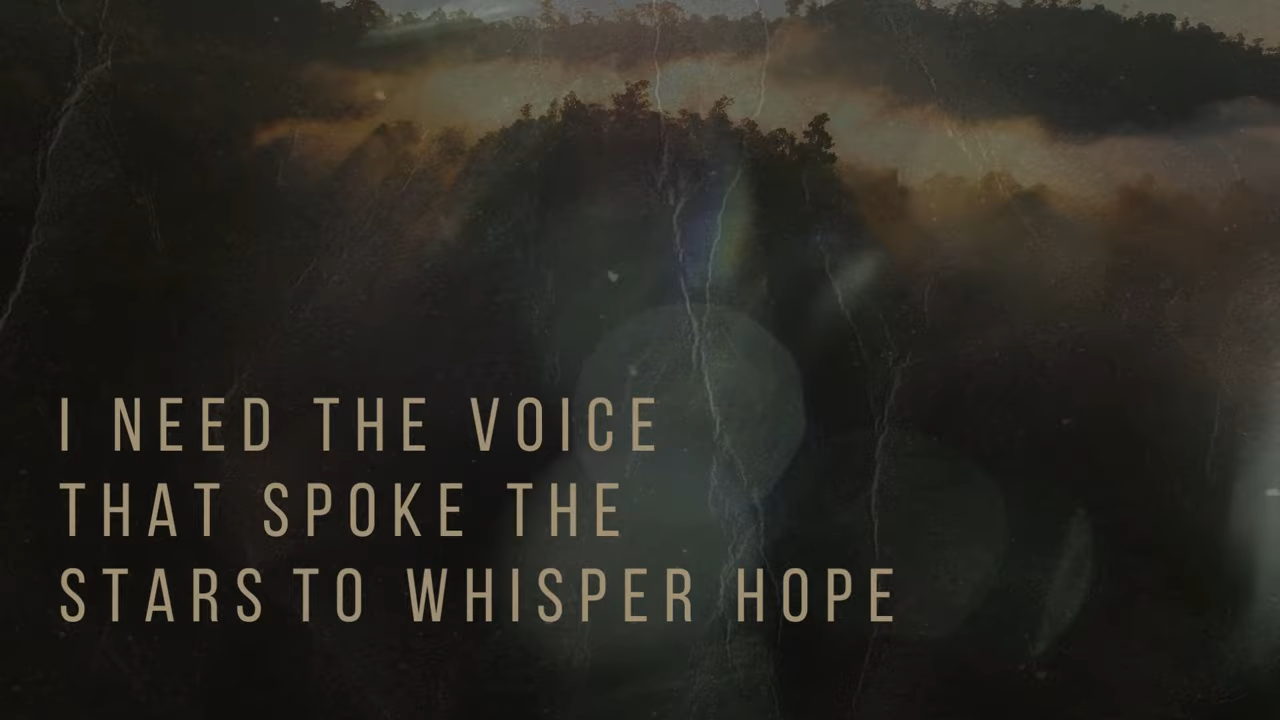 I NEED THE VOICE
THAT SPOKE THE
STARS TO WHISPER HOPE